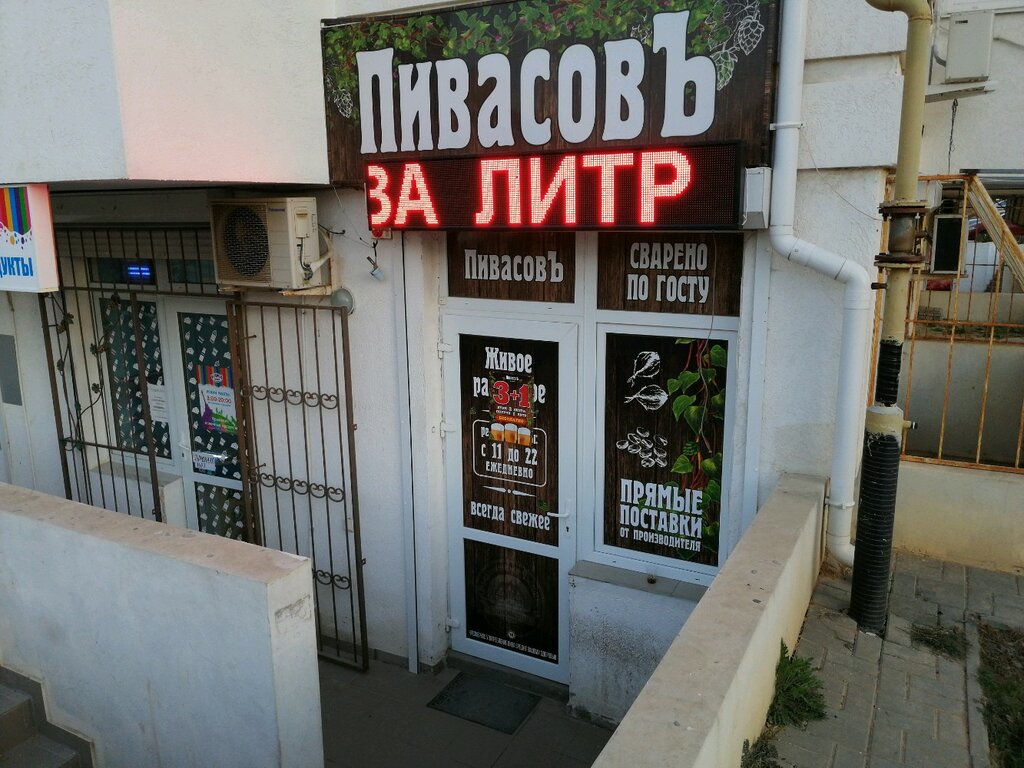 ПивасовЪ
ЗА ЛИТР
ПивасовЪ
СВАРЕНО
ПО ГОСТУ
Живое
3+1
с 11 до 22
ежедневно
всегда свежее
ПРЯМЫЕ
ПОСТАВКИ
ОТ ПРОИЗВОДИТЕЛЯ
УКТЫ